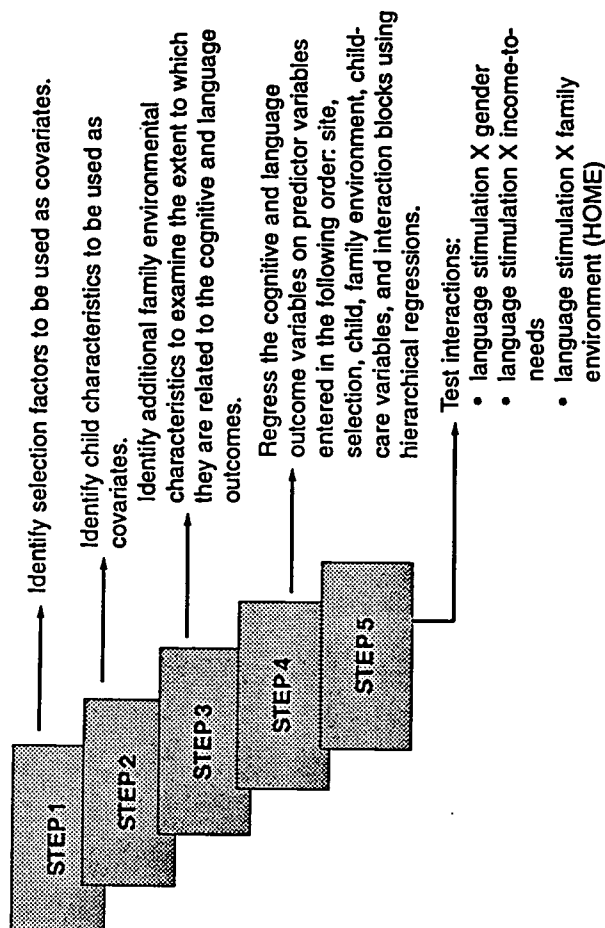 STEP 1
Identify selection factors to be used as covariates.
STEP 2
Identify child characteristics to be used as
covariates.
STEP 3
Identify additional family environmental
characteristics to examine the extent to which
they are related to the cognitive and language
outcomes.
STEP 4
Regress the cognitive and language
outcome variables on predictor variables
entered in the following order: site,
selection, child, family environment, child-
care variables, and interaction blocks using
hierarchical regressions.
STEP 5
Test interactions:
• language stimulation X gender
• language stimulation X income-to-
needs
• language stimulation X family
environment (HOME)